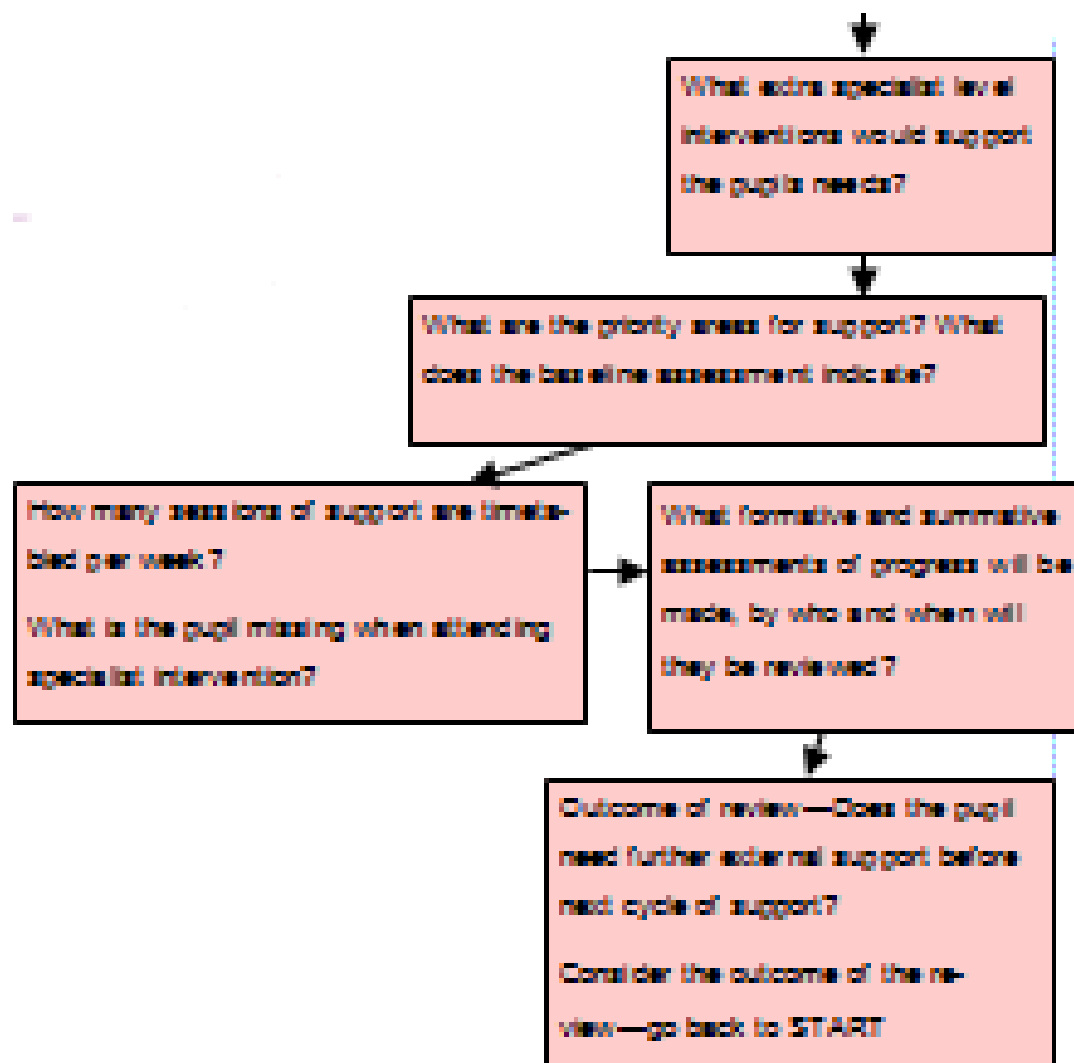 What extra specialist level
interventions would support
the pupils needs?
What are the priority areas for support? What
does the baseline assessment indicate?
How many sessions of support are timeta-
bled per week?
What is the pupil missing when attending
specialist intervention?
What formative and summative
assessments of progress will be
made, by who and when will
they be reviewed?
Outcome of review—Does the pupil
need further external support before
next cycle of support?
Consider the outcome of the re-
view—go back to START